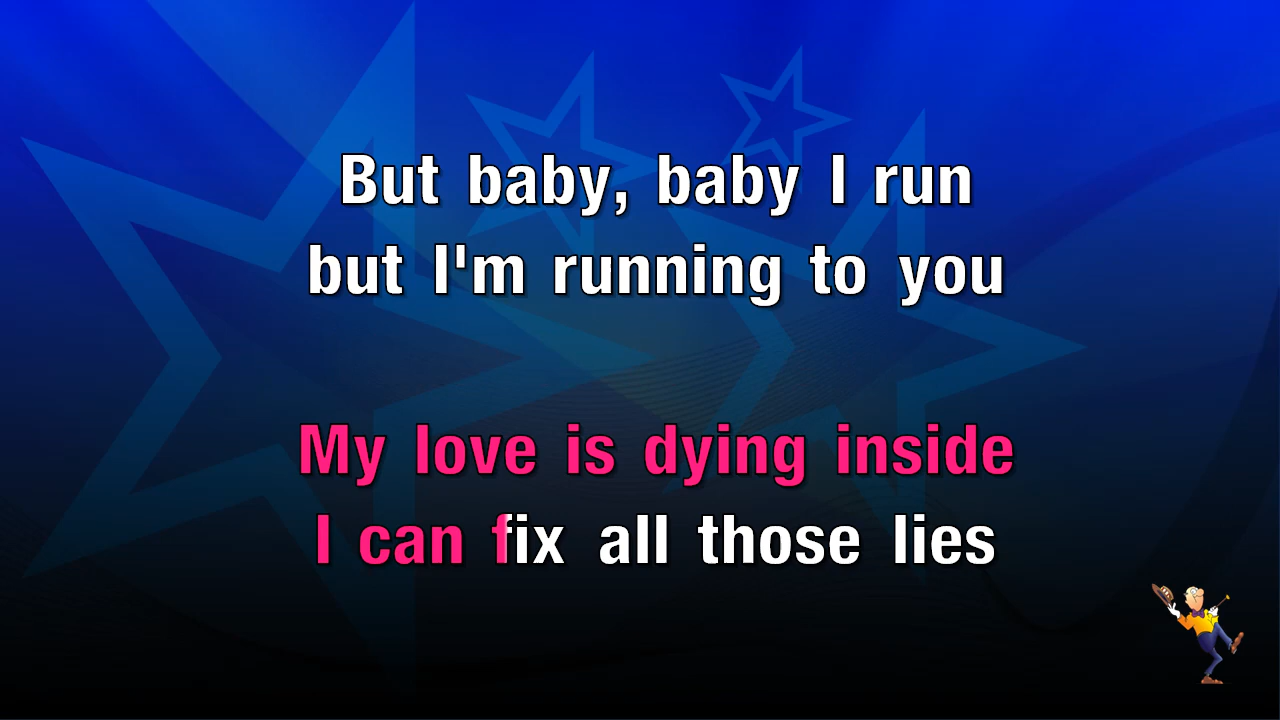 But baby, baby I run
but I'm running to you
My love is dying inside
I can fix all those lies